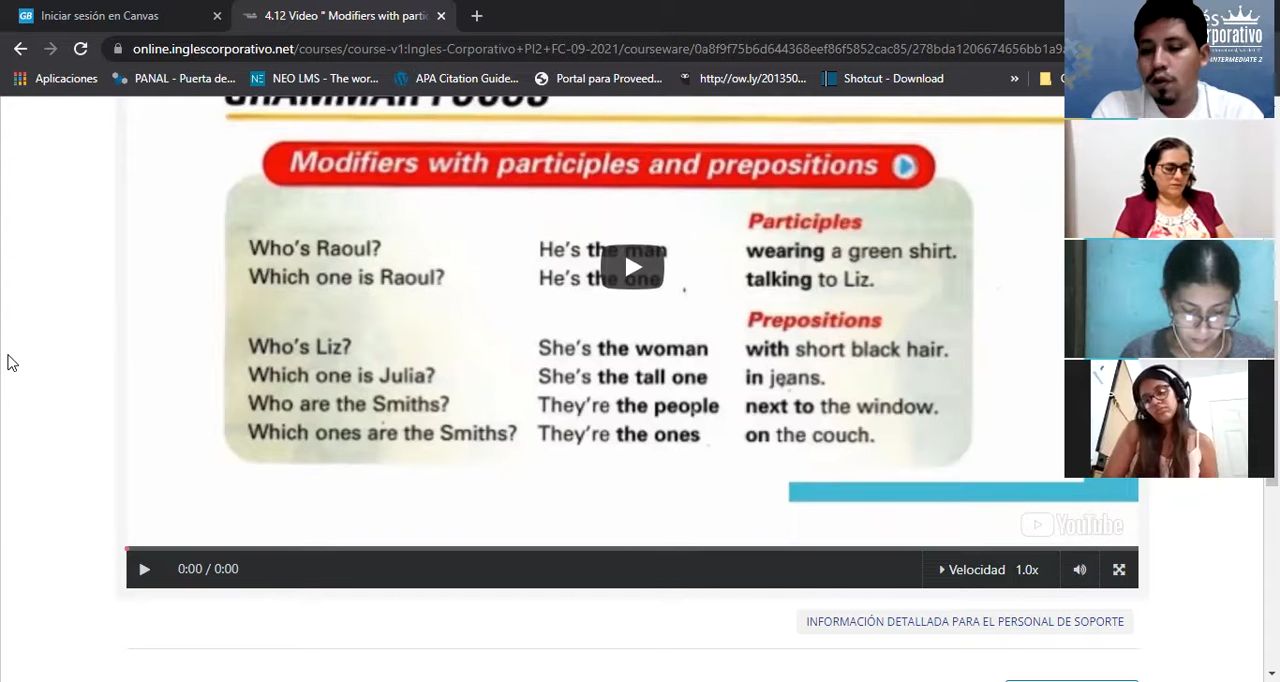 Iniciar sesión en Canvas
4.12 Video " Modifiers with partic
online.inglescorporativo.net/courses/course-v1:Ingles-Corporativo+PI2+FC-09-2021/courseware/0a8f9f75b6d644368eef86f5852cac85/278bda1206674656bb1a9
Aplicaciones PANAL - Puerta de... NEO LMS - The wor... APA Citation Guide... Portal para Proveed... http://ow.ly/201350... Shotcut - Download »
INTERMEDIATE 2
GRAMMAR FOCUS
Modifiers with participles and prepositions
Participles
Who's Raoul? He's the man wearing a green shirt.
Which one is Raoul? He's the one talking to Liz.
Prepositions
Who's Liz? She's the woman with short black hair.
Which one is Julia? She's the tall one in jeans.
Who are the Smiths? They're the people next to the window.
Which ones are the Smiths? They're the ones on the couch.
YouTube
0:00 / 0:00 Velocidad 1.0x
INFORMACIÓN DETALLADA PARA EL PERSONAL DE SOPORTE